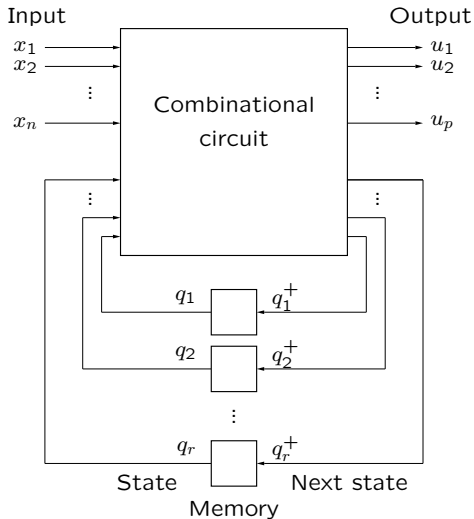 Input
Output
x₁
u₁
x₂
u₂
⋮
⋮
Combinational
circuit
xₙ
uₚ
⋮
⋮
q₁
q₁⁺
q₂
q₂⁺
⋮
qᵣ
qᵣ⁺
State
Next state
Memory